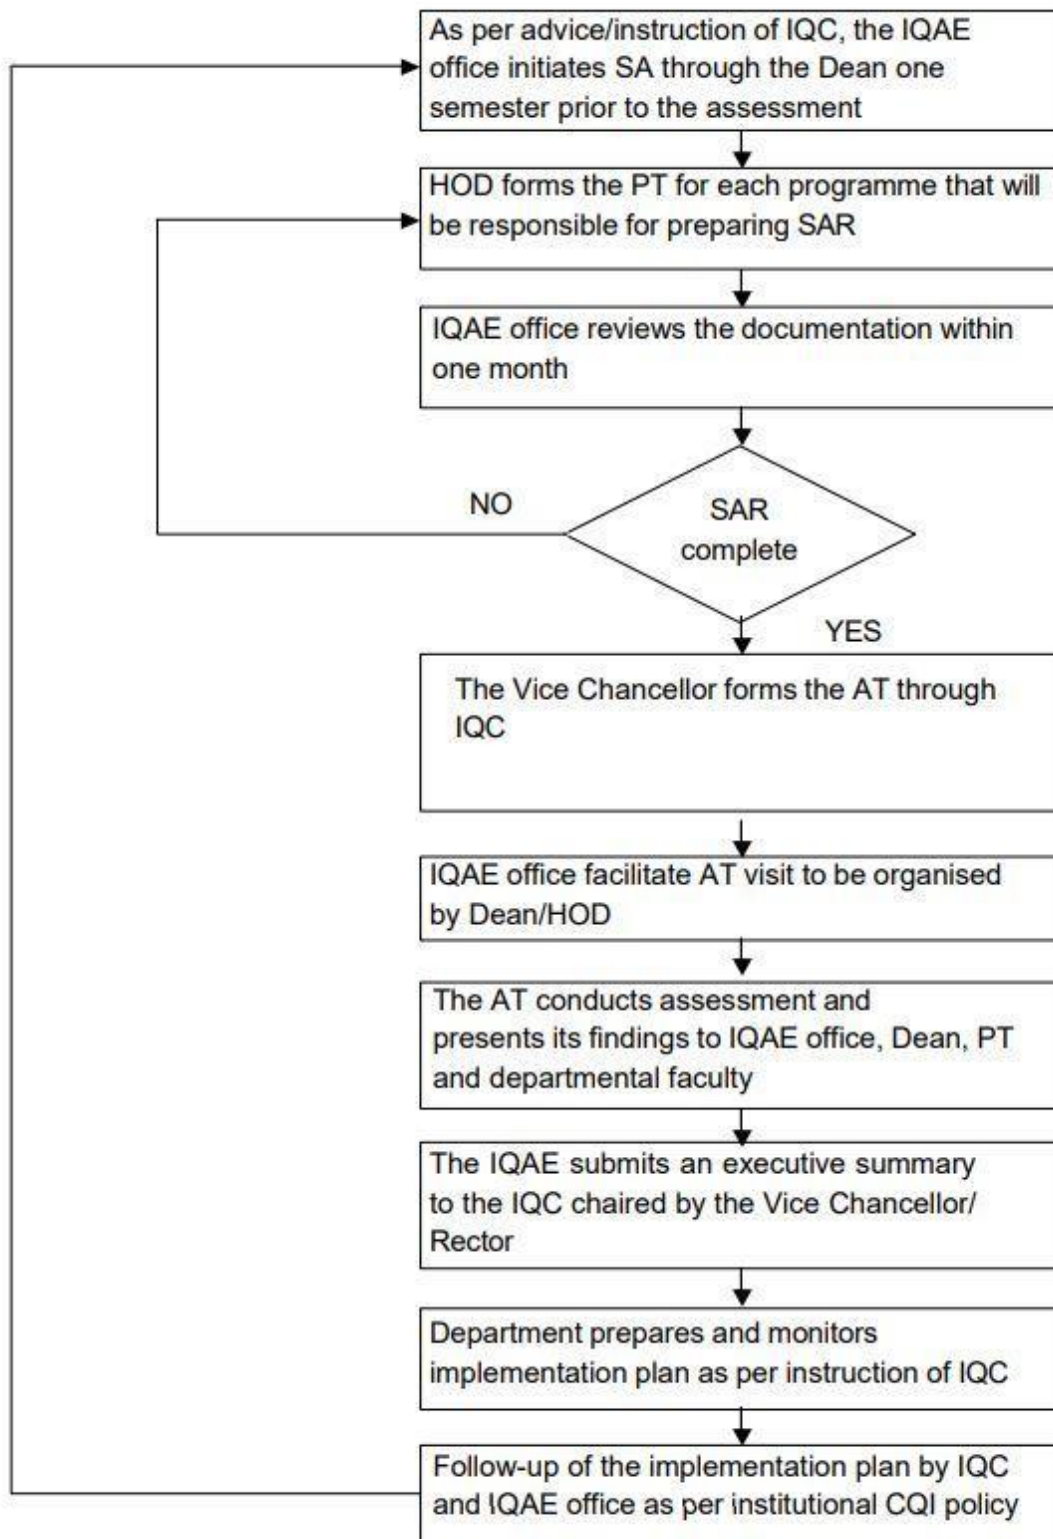 As per advice/instruction of IQC, the IQAE
office initiates SA through the Dean one
semester prior to the assessment
HOD forms the PT for each programme that will
be responsible for preparing SAR
IQAE office reviews the documentation within
one month
NO
SAR
complete
YES
The Vice Chancellor forms the AT through
IQC
IQAE office facilitate AT visit to be organised
by Dean/HOD
The AT conducts assessment and
presents its findings to IQAE office, Dean, PT
and departmental faculty
The IQAE submits an executive summary
to the IQC chaired by the Vice Chancellor/
Rector
Department prepares and monitors
implementation plan as per instruction of IQC
Follow-up of the implementation plan by IQC
and IQAE office as per institutional CQI policy